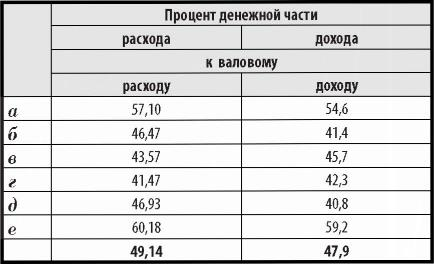 Процент денежной части
расхода дохода
к валовому
расходу доходу
а 57,10 54,6
б 46,47 41,4
в 43,57 45,7
г 41,47 42,3
д 46,93 40,8
е 60,18 59,2
49,14 47,9